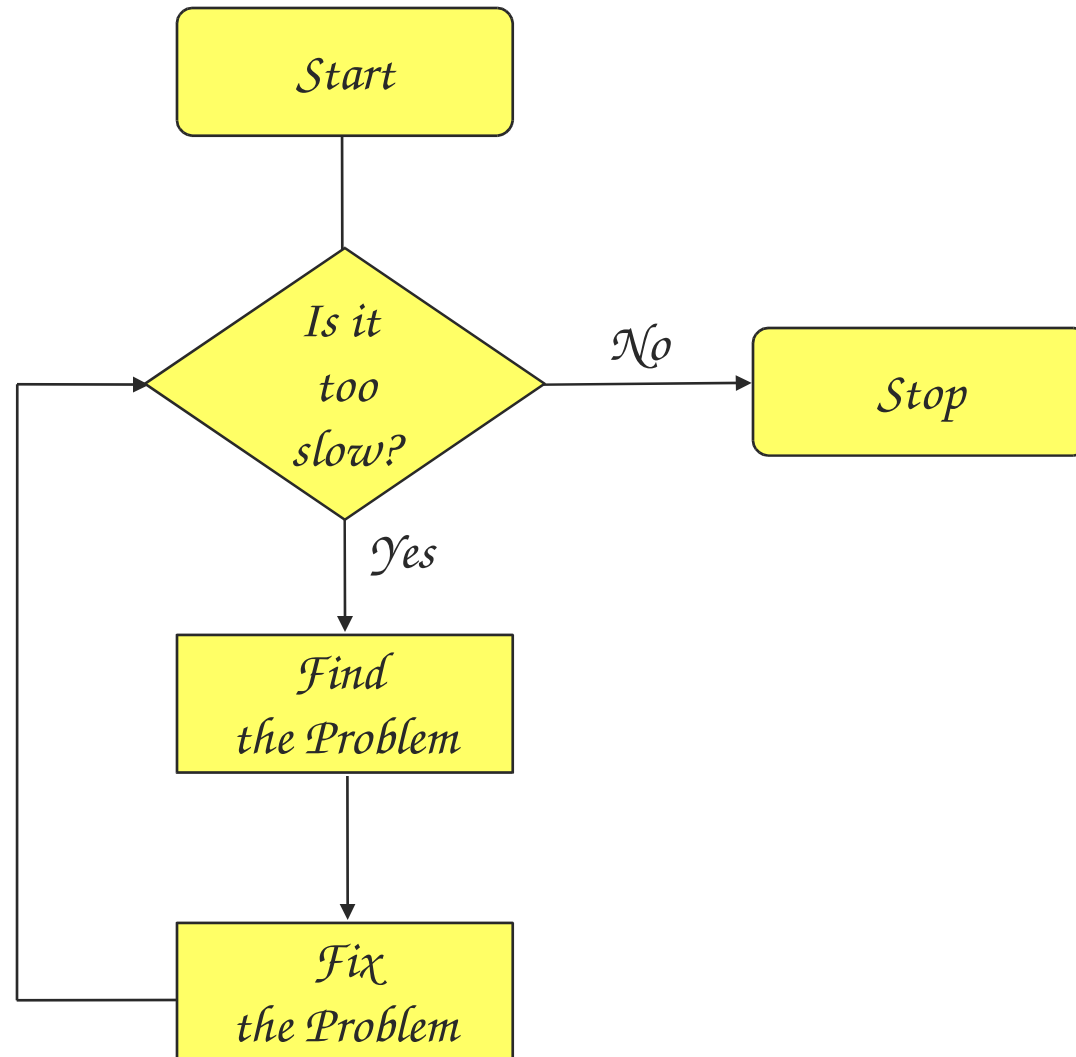 Start
Is it
too
slow?
No
Stop
Yes
Find
the Problem
Fix
the Problem